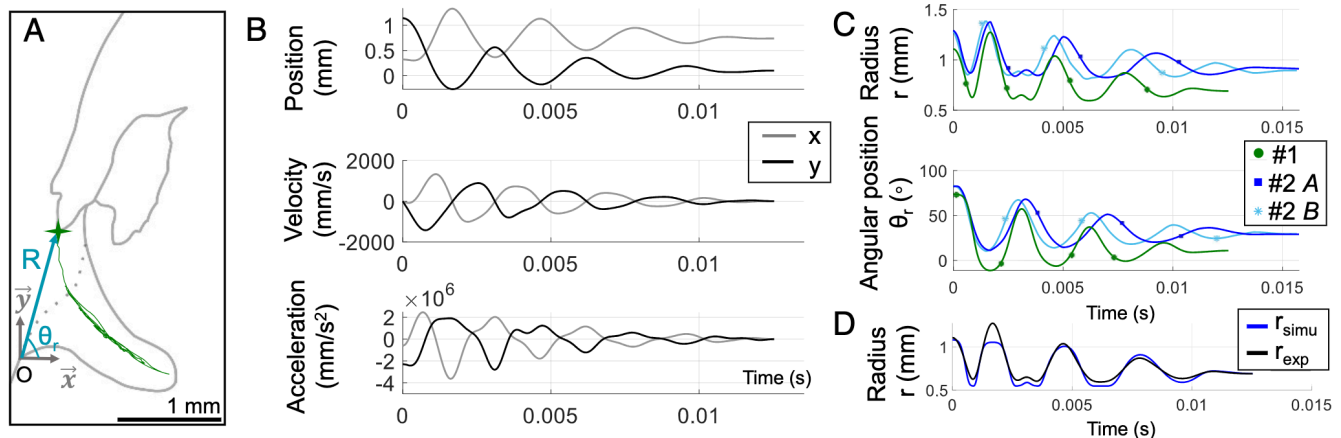 A
R
y
θr
O
x
1 mm
B
Position
(mm)
1
0.5
0
0
0.005
0.01
Velocity
(mm/s)
2000
0
-2000
0
0.005
0.01
x
y
Acceleration
(mm/s²)
×10⁶
2
0
-2
-4
Time (s)
0
0.005
0.01
C
Radius
r (mm)
1.5
1
0.5
0
0.005
0.01
0.015
Angular position
θr (°)
100
50
0
0
0.005
0.01
0.015
Time (s)
#1
#2 A
#2 B
D
Radius
r (mm)
1
0.5
0
0.005
0.01
0.015
Time (s)
rsimu
rexp